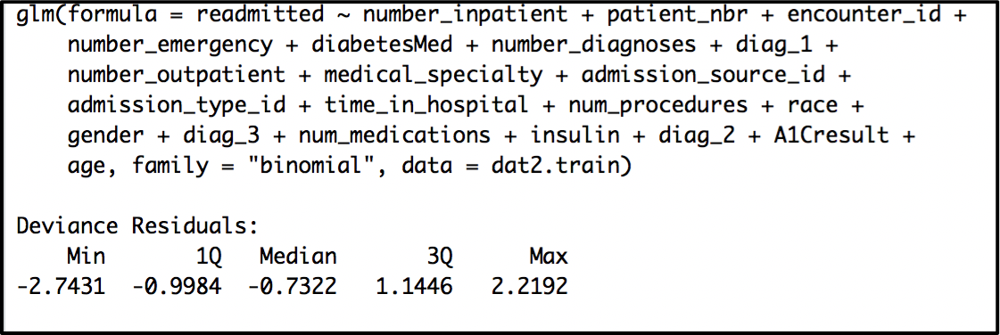 glm(formula = readmitted ~ number_inpatient + patient_nbr + encounter_id +
    number_emergency + diabetesMed + number_diagnoses + diag_1 +
    number_outpatient + medical_specialty + admission_source_id +
    admission_type_id + time_in_hospital + num_procedures + race +
    gender + diag_3 + num_medications + insulin + diag_2 + A1Cresult +
    age, family = "binomial", data = dat2.train)
Deviance Residuals:
    Min       1Q   Median       3Q      Max
-2.7431  -0.9984  -0.7322   1.1446   2.2192